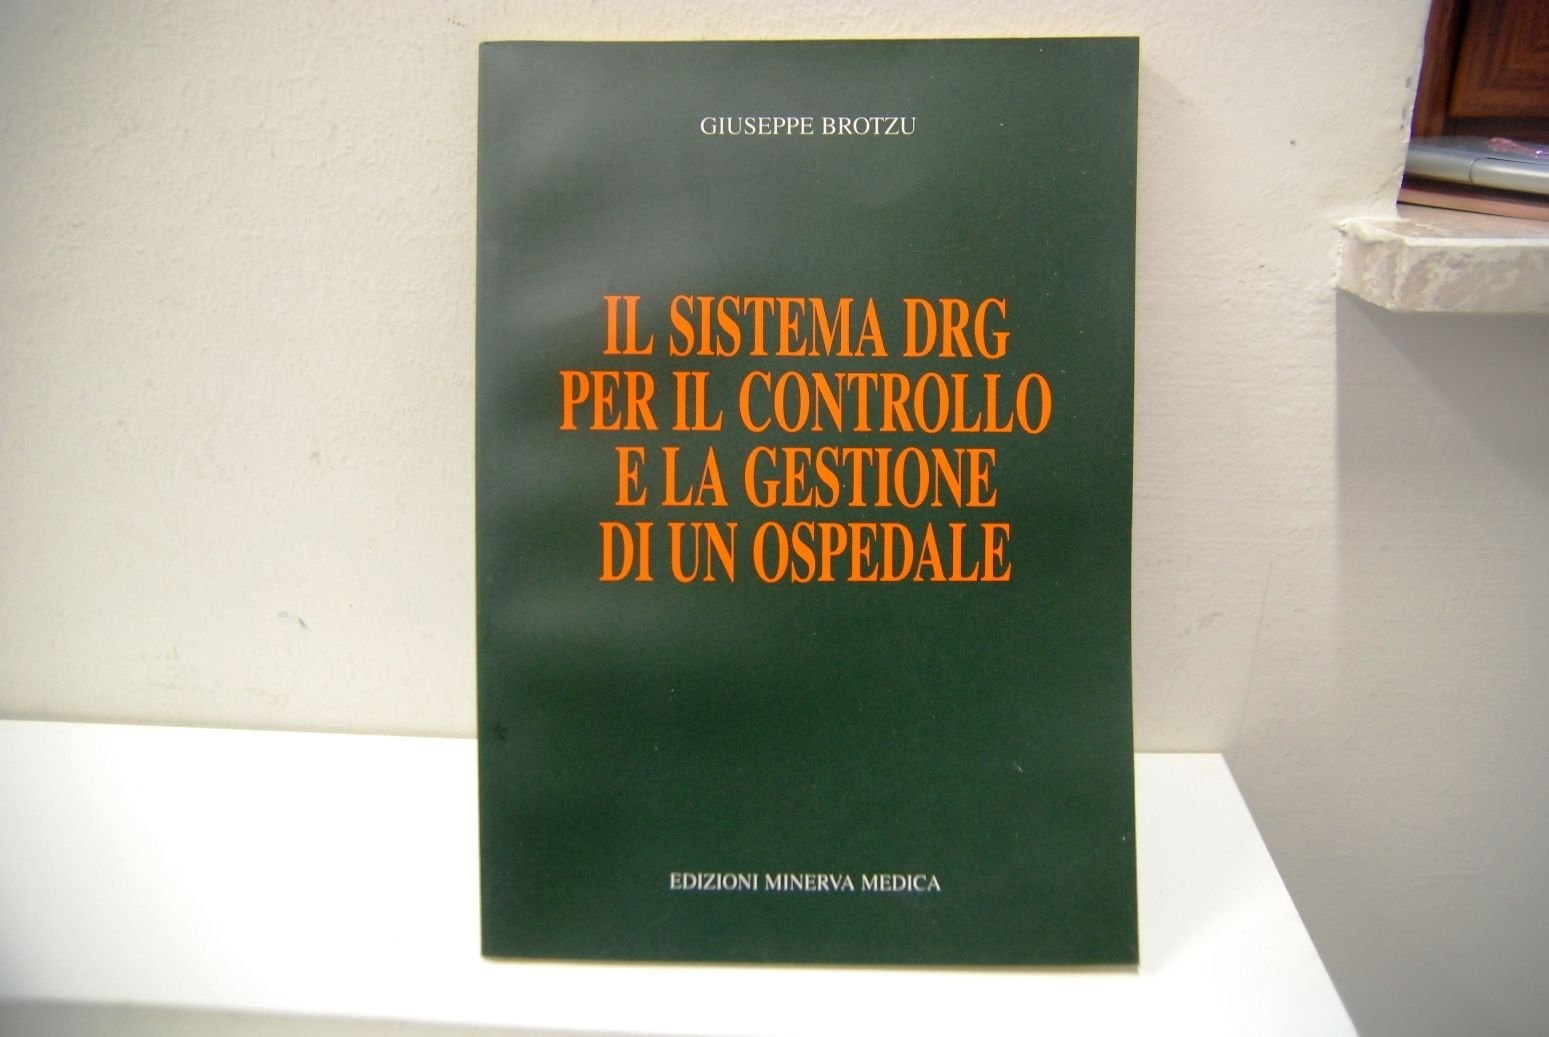 GIUSEPPE BROTZU
IL SISTEMA DRG
PER IL CONTROLLO
E LA GESTIONE
DI UN OSPEDALE
EDIZIONI MINERVA MEDICA